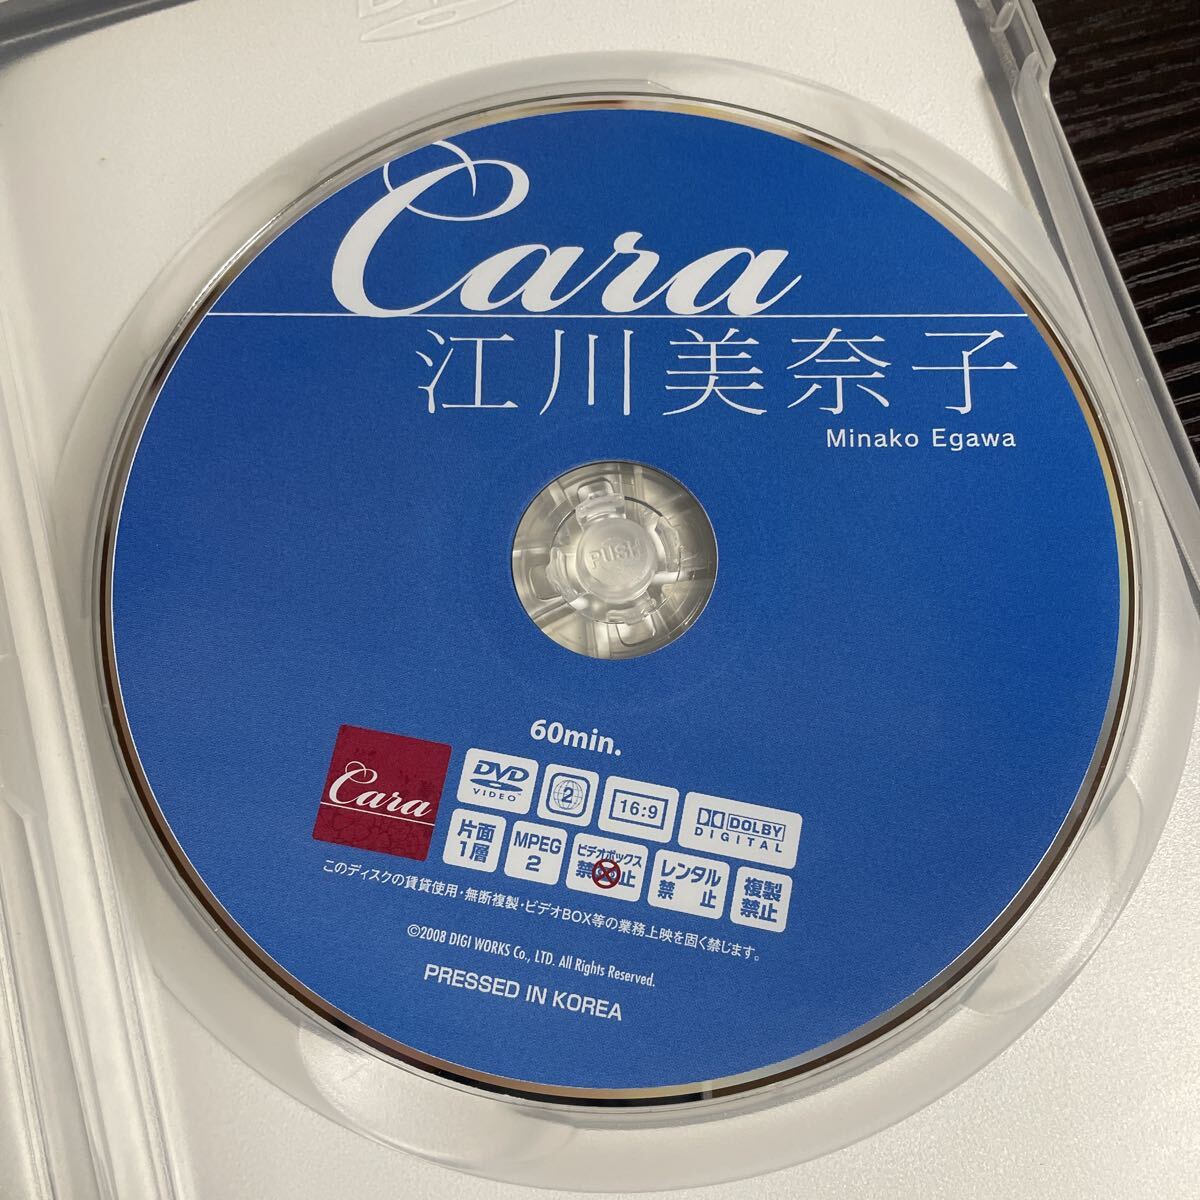 Cara
江川美奈子
Minako Egawa
PUSH
60min.
Cara
DVD VIDEO™ 2 16:9 DOLBY DIGITAL
片面1層 MPEG 2 ビデオボックス禁止 レンタル禁止 複製禁止
このディスクの賃貸使用・無断複製・ビデオBOX等の業務上映を固く禁じます。
©2008 DIGI WORKS Co., LTD. All Rights Reserved.
PRESSED IN KOREA